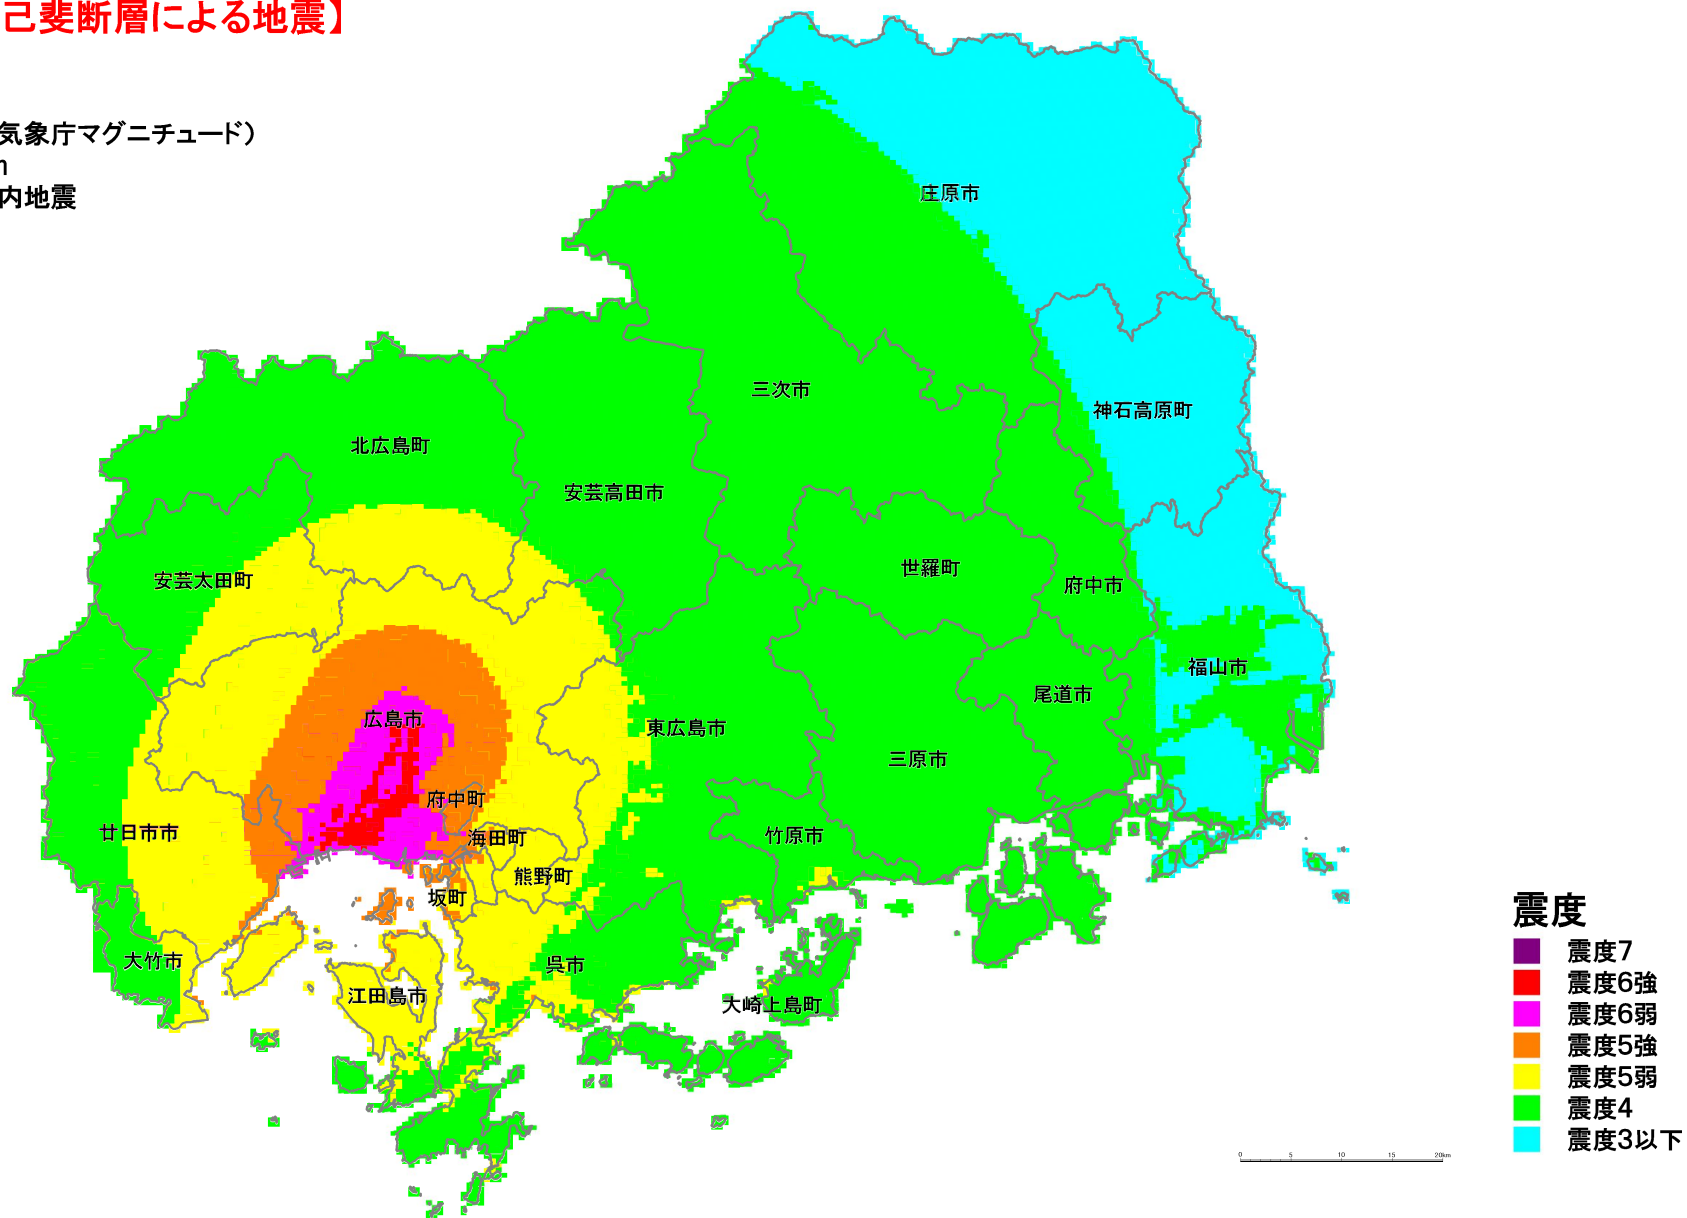 己斐断層による地震】
気象庁マグニチュード）
内地震
庄原市
三次市
神石高原町
北広島町
安芸高田市
世羅町
安芸太田町
府中市
福山市
尾道市
広島市
東広島市
三原市
府中町
廿日市市
海田町
竹原市
熊野町
坂町
大竹市
呉市
江田島市
大崎上島町
震度
震度7
震度6強
震度6弱
震度5強
震度5弱
震度4
震度3以下
0 5 10 15 20km